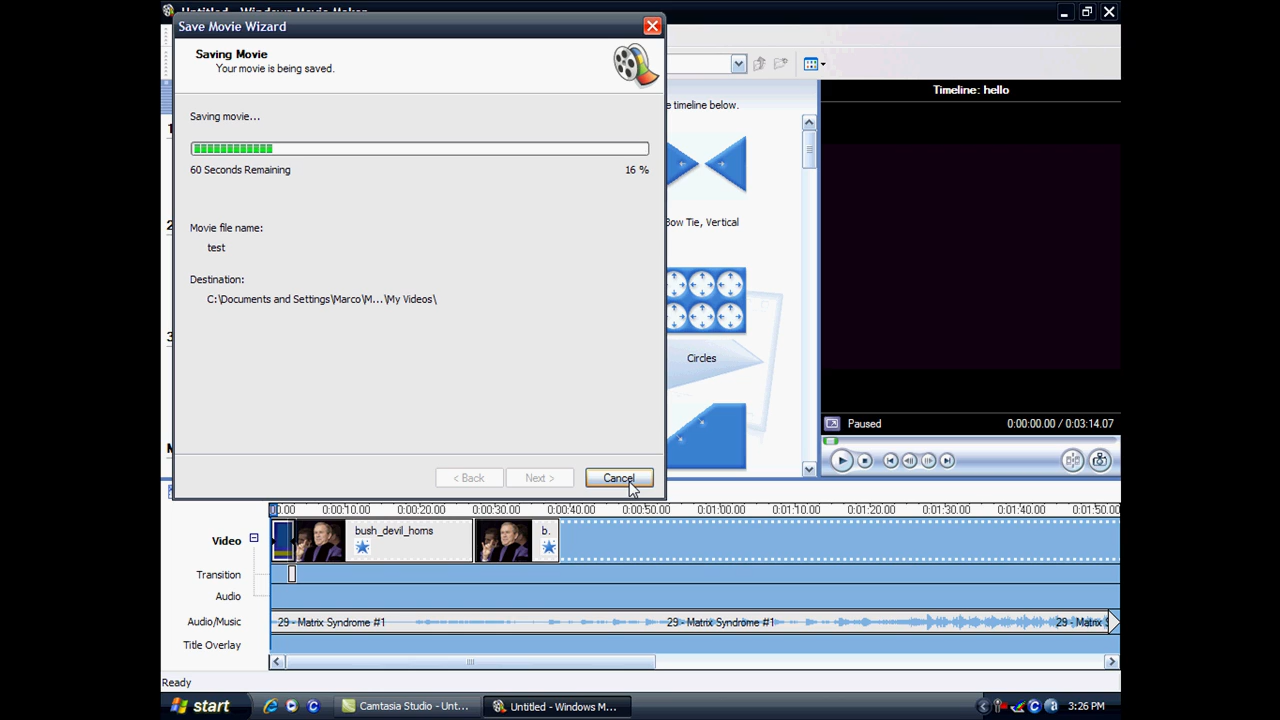 Untitled - Windows Movie Maker
Save Movie Wizard
Saving Movie
Your movie is being saved.
Saving movie...
60 Seconds Remaining
16 %
Movie file name:
test
Destination:
C:\Documents and Settings\Marco\M...\My Videos\
< Back
Next >
Cancel
e timeline below.
Bow Tie, Vertical
Circles
Timeline: hello
Paused
0:00:00.00 / 0:03:14.07
00.00 0:00:10.00 0:00:20.00 0:00:30.00 0:00:40.00 0:00:50.00 0:01:00.00 0:01:10.00 0:01:20.00 0:01:30.00 0:01:40.00 0:01:50.00
Video
bush_devil_horns
b.
Transition
Audio
Audio/Music
29 - Matrix Syndrome #1
29 - Matrix Syndrome #1
29 - Matrix
Title Overlay
Ready
start
Camtasia Studio - Unt...
Untitled - Windows M...
3:26 PM